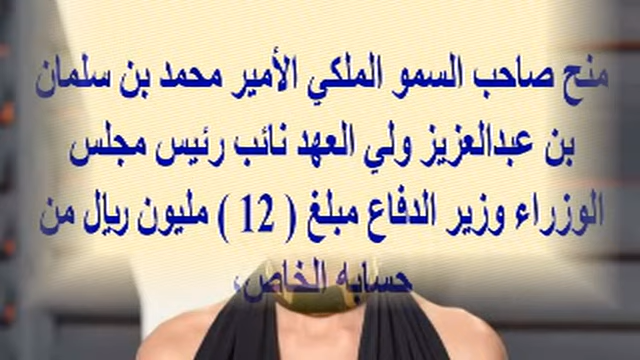 منح صاحب السمو الملكي الأمير محمد بن سلمان
بن عبدالعزيز ولي العهد نائب رئيس مجلس
الوزراء وزير الدفاع مبلغ ( 12 ) مليون ريال من
حسابه الخاص،